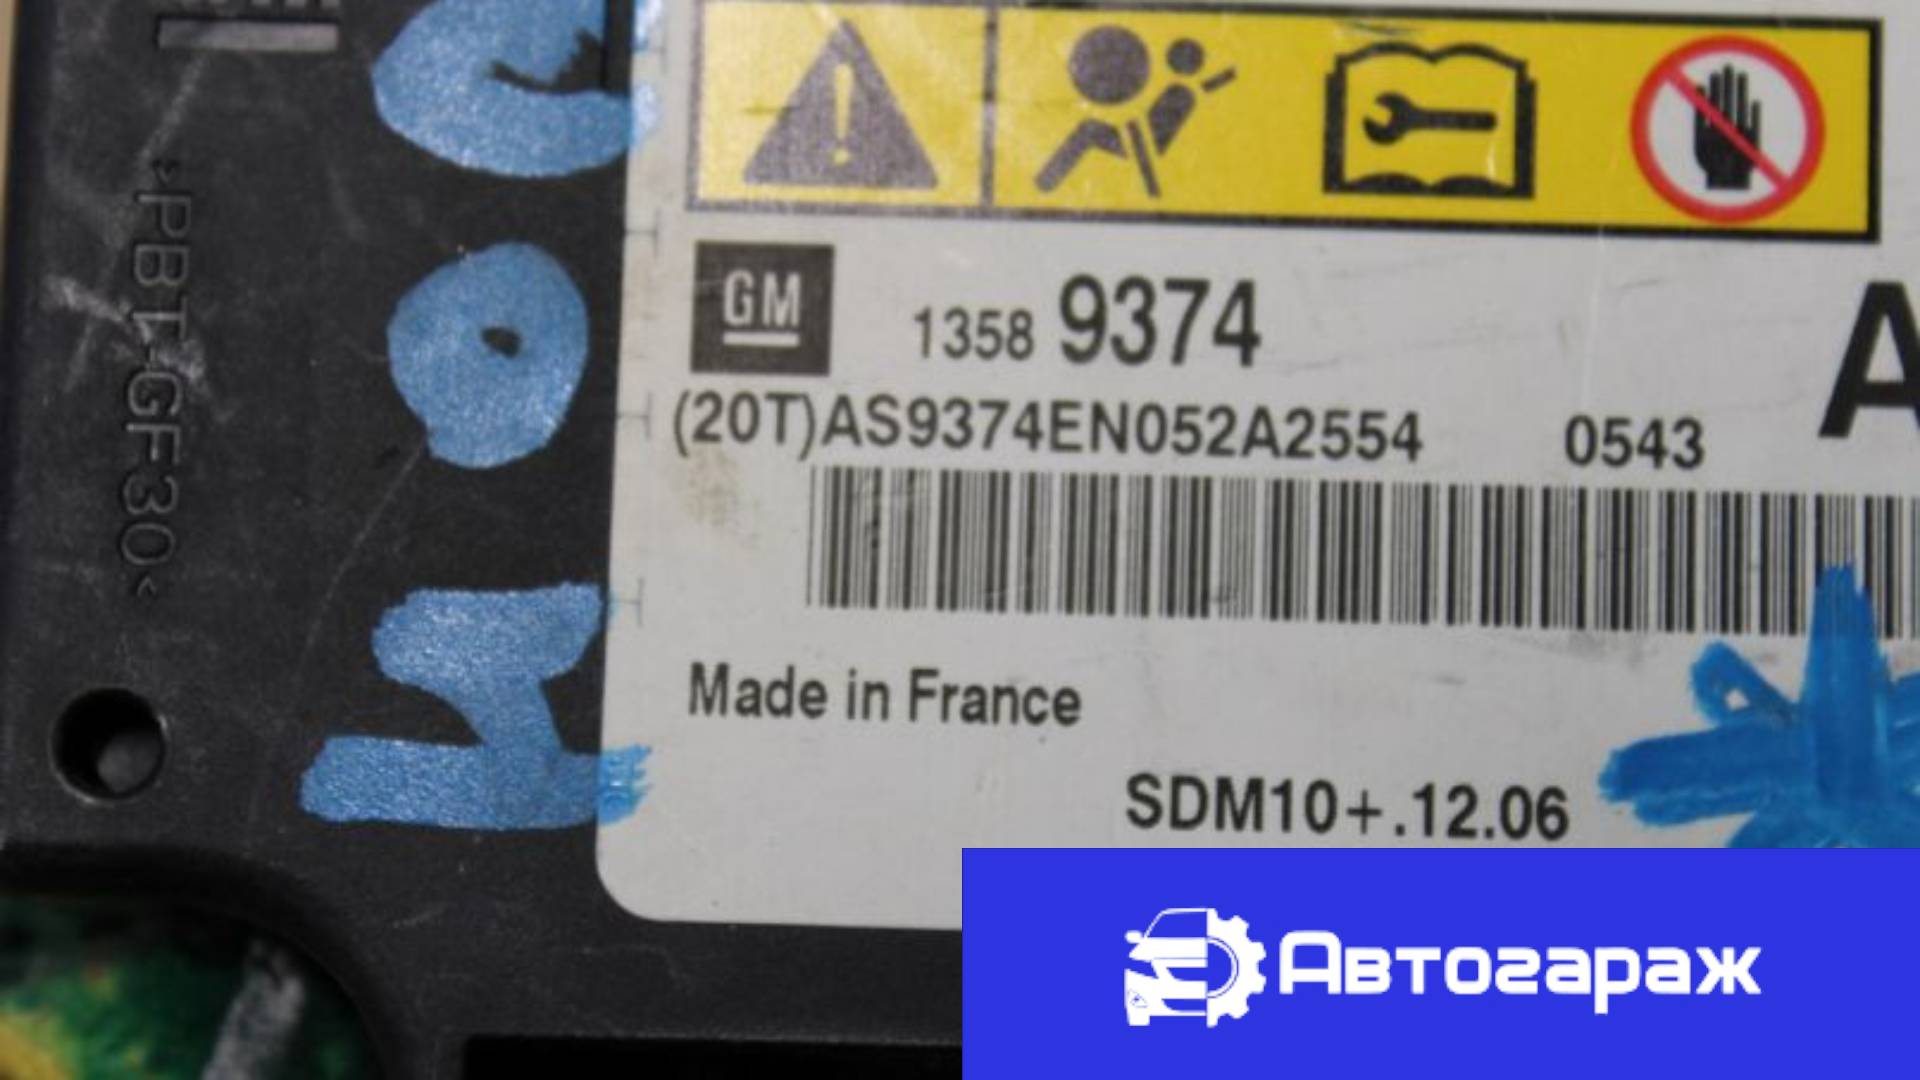 GM
1358 9374
A
(20T)AS9374EN052A2554 0543
Made in France
SDM10+.12.06
>PBT-GF30<
Автогараж